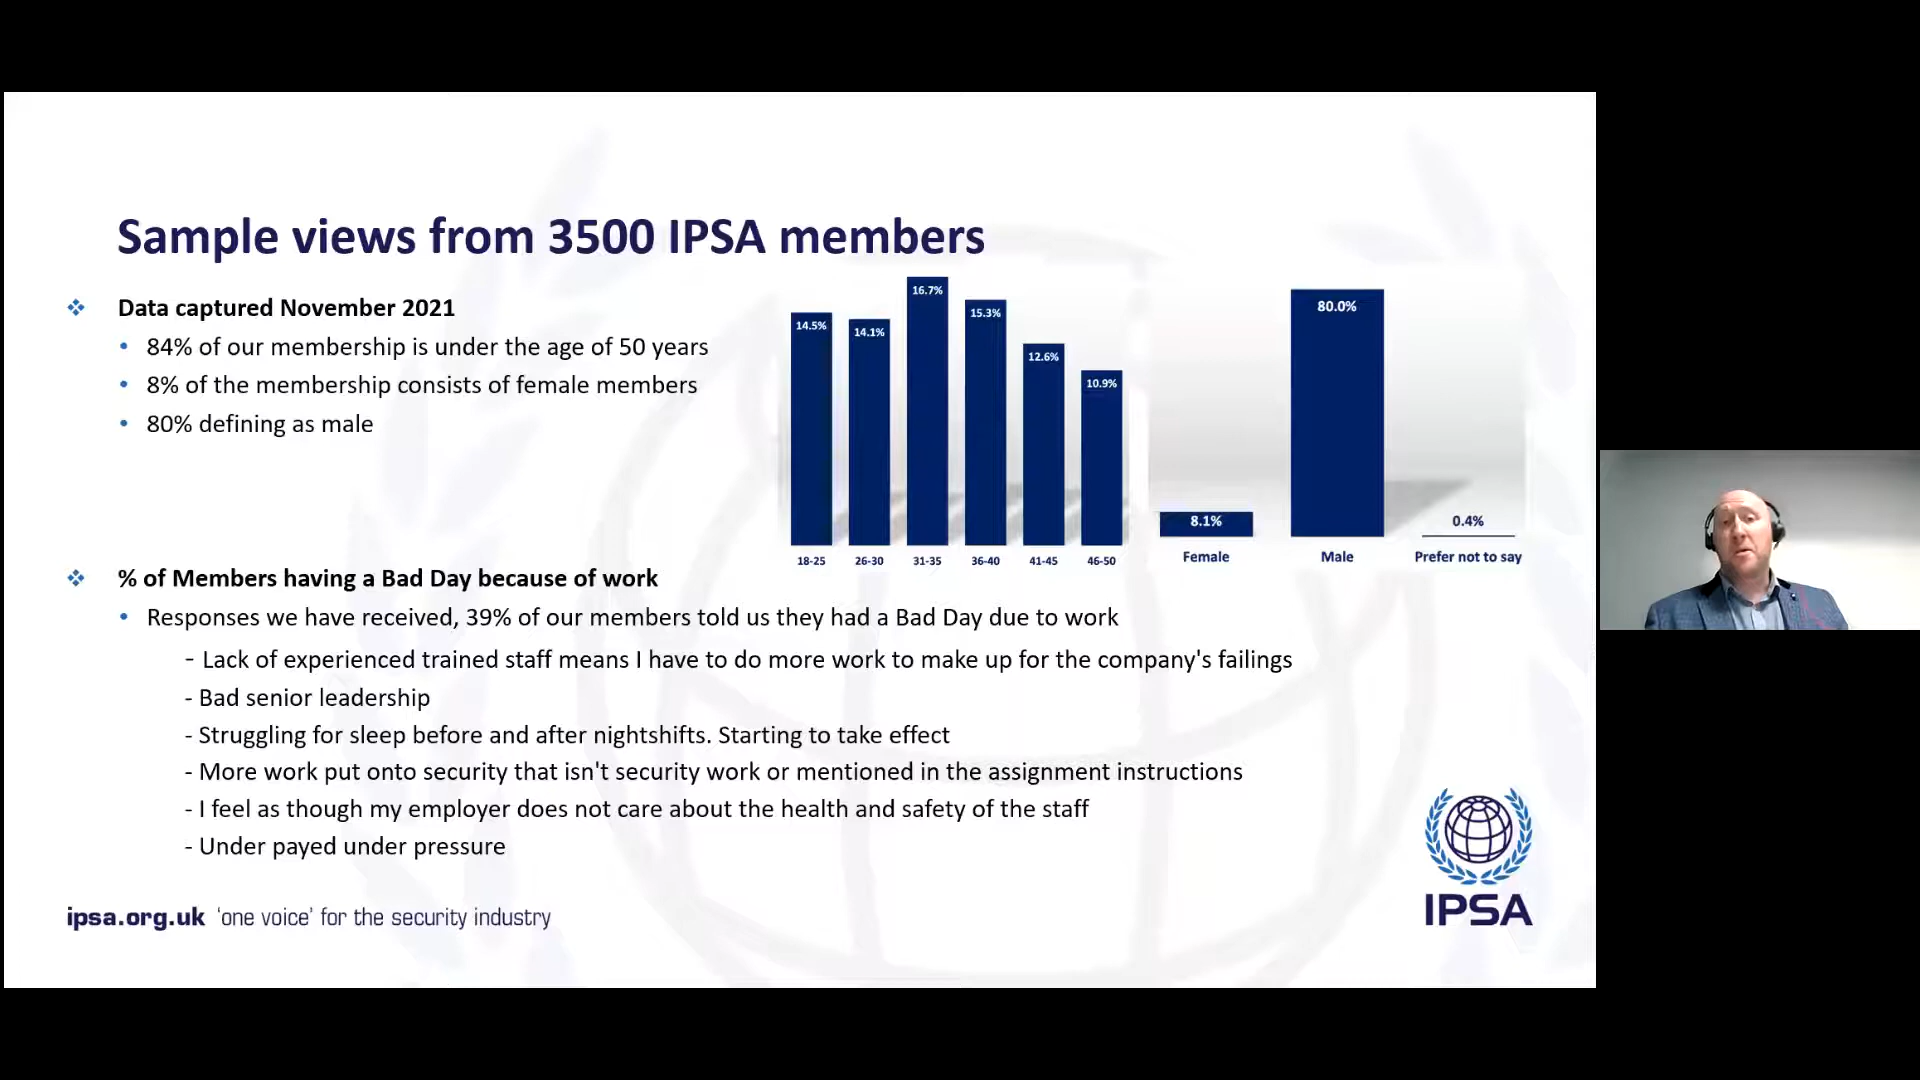 Sample views from 3500 IPSA members
Data captured November 2021
84% of our membership is under the age of 50 years
8% of the membership consists of female members
80% defining as male
14.5%
14.1%
16.7%
15.3%
12.6%
10.9%
18-25
26-30
31-35
36-40
41-45
46-50
8.1%
80.0%
0.4%
Female
Male
Prefer not to say
% of Members having a Bad Day because of work
Responses we have received, 39% of our members told us they had a Bad Day due to work
- Lack of experienced trained staff means I have to do more work to make up for the company's failings
- Bad senior leadership
- Struggling for sleep before and after nightshifts. Starting to take effect
- More work put onto security that isn't security work or mentioned in the assignment instructions
- I feel as though my employer does not care about the health and safety of the staff
- Under payed under pressure
ipsa.org.uk 'one voice' for the security industry
IPSA